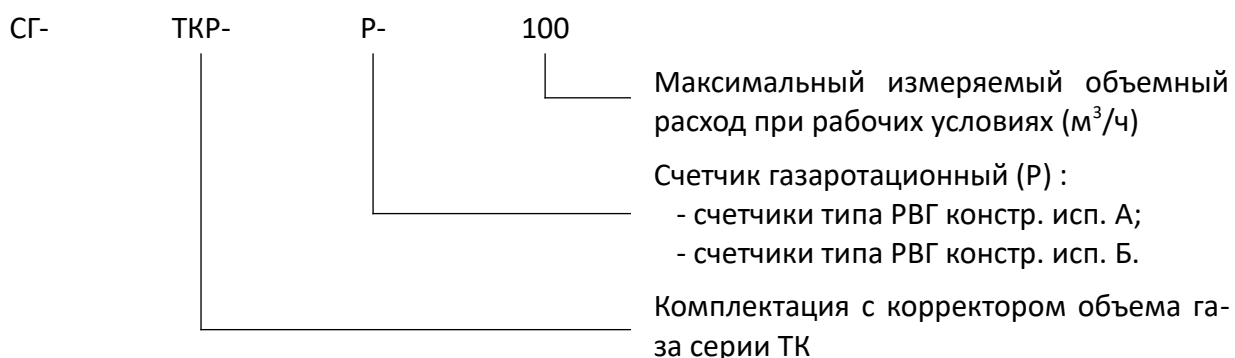 СГ- ТКР- Р- 100
Максимальный измеряемый объемный
расход при рабочих условиях (м³/ч)
Счетчик газаротационный (Р) :
- счетчики типа РВГ констр. исп. А;
- счетчики типа РВГ констр. исп. Б.
Комплектация с корректором объема га-
за серии ТК